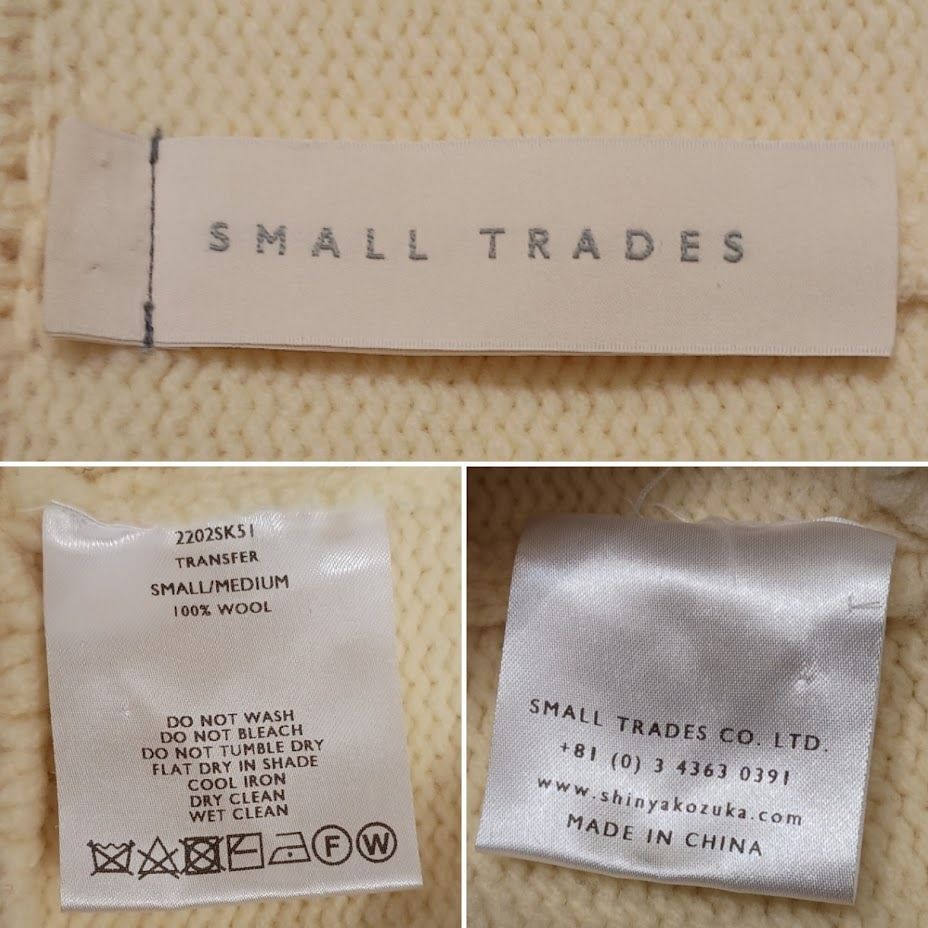 SMALL TRADES
2202SK51
TRANSFER
SMALL/MEDIUM
100% WOOL
DO NOT WASH
DO NOT BLEACH
DO NOT TUMBLE DRY
FLAT DRY IN SHADE
COOL IRON
DRY CLEAN
WET CLEAN
F W
SMALL TRADES CO. LTD.
+81 (0) 3 4363 0391
www.shinyakozuka.com
MADE IN CHINA